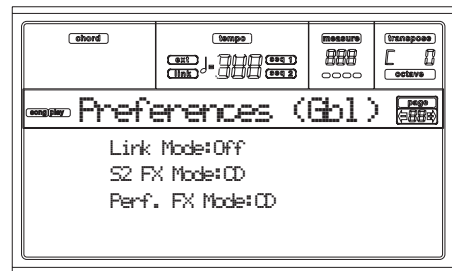 chord tempo measure transpose
ext seq 1
link seq 2
octave
song|play Preferences (Gbl) page
Link Mode:Off
S2 FX Mode:CD
Perf. FX Mode:CD